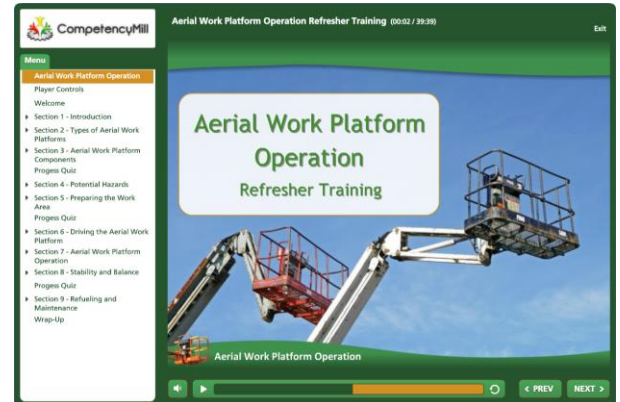 CompetencyMill
Aerial Work Platform Operation Refresher Training (00:02 / 39:39)
Exit
Menu
Aerial Work Platform Operation
Player Controls
Welcome
Section 1 - Introduction
Section 2 - Types of Aerial Work
Platforms
Section 3 - Aerial Work Platform
Components
Progess Quiz
Section 4 - Potential Hazards
Section 5 - Preparing the Work
Area
Progess Quiz
Section 6 - Driving the Aerial Work
Platform
Section 7 - Aerial Work Platform
Operation
Section 8 - Stability and Balance
Progess Quiz
Section 9 - Refueling and
Maintenance
Wrap-Up
Aerial Work Platform
Operation
Refresher Training
Aerial Work Platform Operation
< PREV
NEXT >